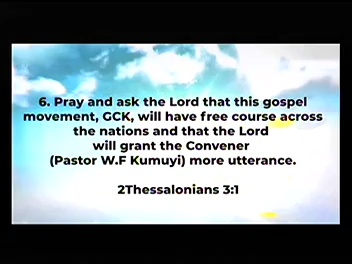 6. Pray and ask the Lord that this gospel
movement, GCK, will have free course across
the nations and that the Lord
will grant the Convener
(Pastor W.F Kumuyi) more utterance.
2Thessalonians 3:1